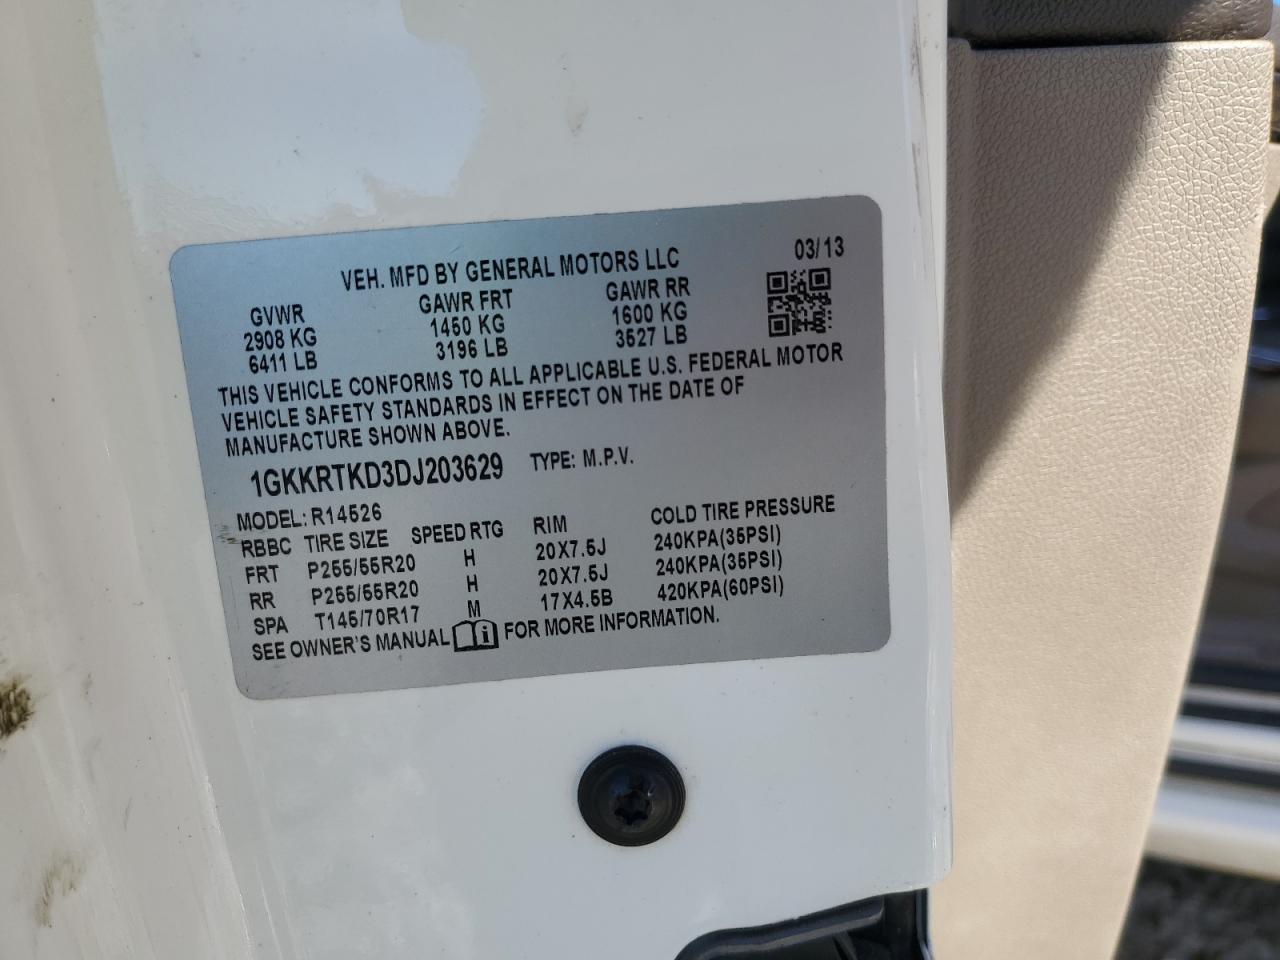 VEH. MFD BY GENERAL MOTORS LLC 03/13
GVWR GAWR FRT GAWR RR
2908 KG 1450 KG 1600 KG
6411 LB 3196 LB 3527 LB
THIS VEHICLE CONFORMS TO ALL APPLICABLE U.S. FEDERAL MOTOR
VEHICLE SAFETY STANDARDS IN EFFECT ON THE DATE OF
MANUFACTURE SHOWN ABOVE.
1GKKRTKD3DJ203629 TYPE: M.P.V.
MODEL: R14526
RBBC TIRE SIZE SPEED RTG RIM COLD TIRE PRESSURE
FRT P255/55R20 H 20X7.5J 240KPA(35PSI)
RR P255/55R20 H 20X7.5J 240KPA(35PSI)
SPA T145/70R17 M 17X4.5B 420KPA(60PSI)
SEE OWNER'S MANUAL i FOR MORE INFORMATION.